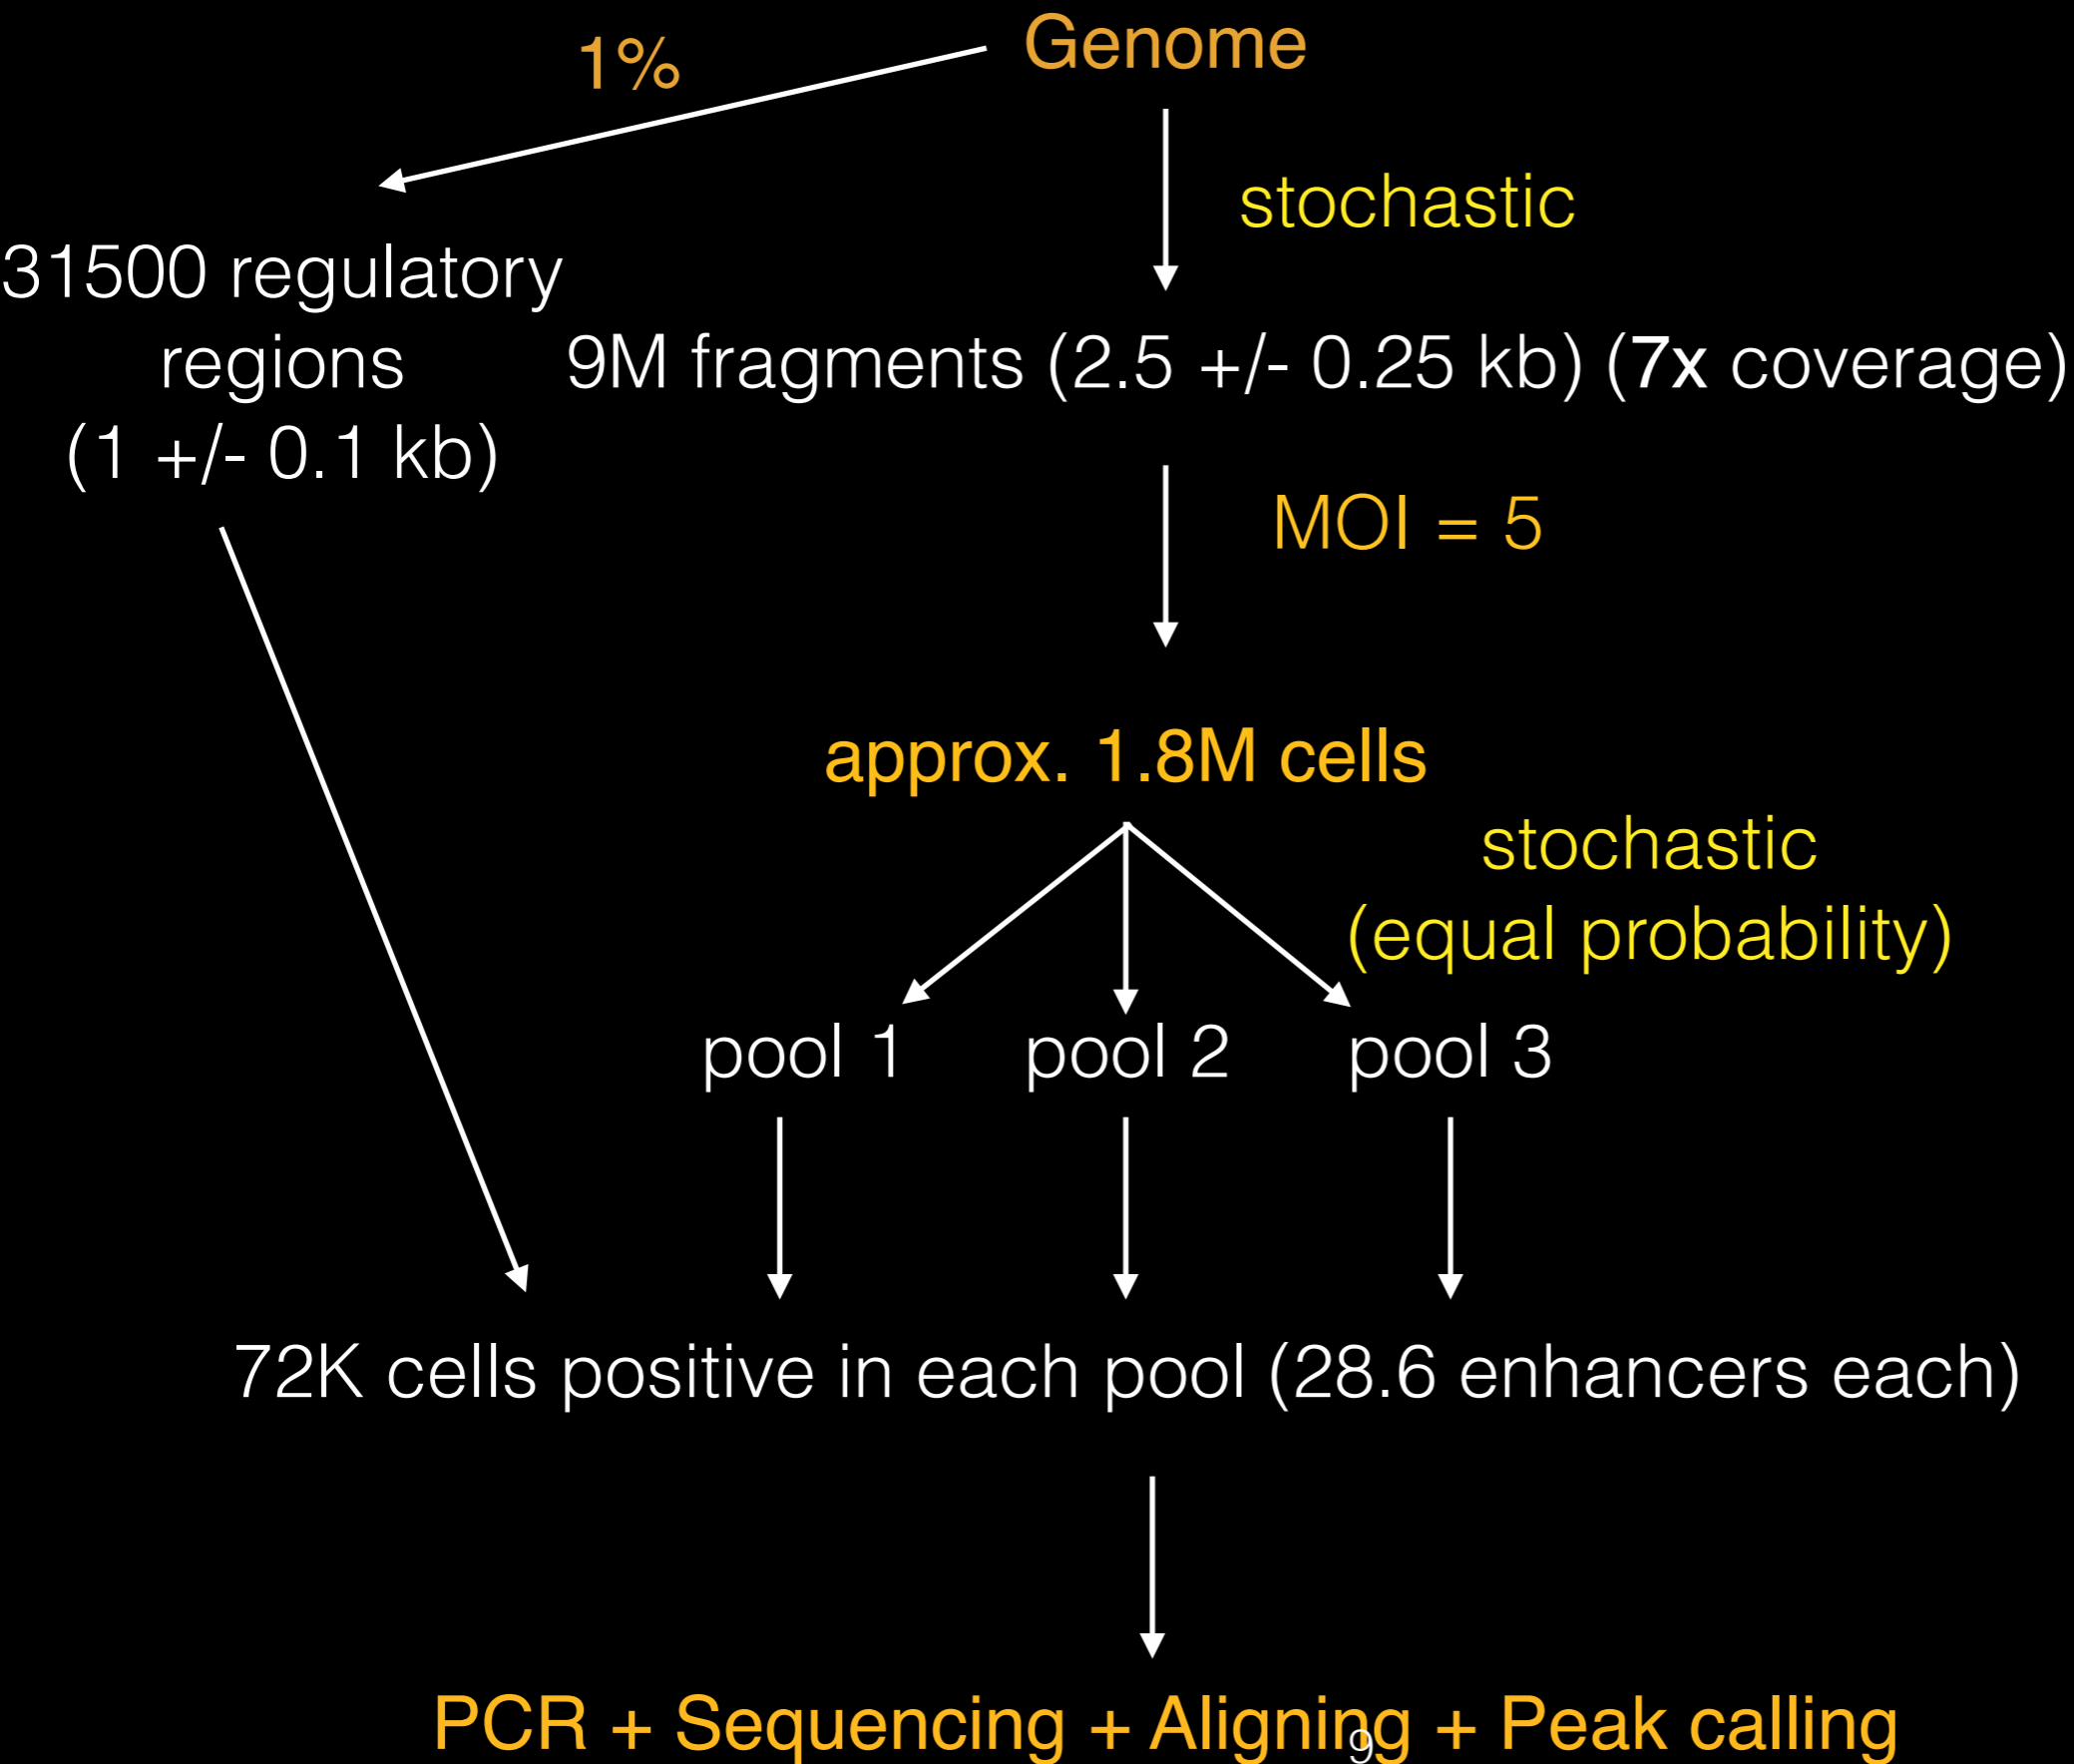 Genome
1%
stochastic
31500 regulatory
regions
(1 +/- 0.1 kb)
9M fragments (2.5 +/- 0.25 kb) (7x coverage)
MOI = 5
approx. 1.8M cells
stochastic
(equal probability)
pool 1
pool 2
pool 3
72K cells positive in each pool (28.6 enhancers each)
PCR + Sequencing + Aligning + Peak calling
9